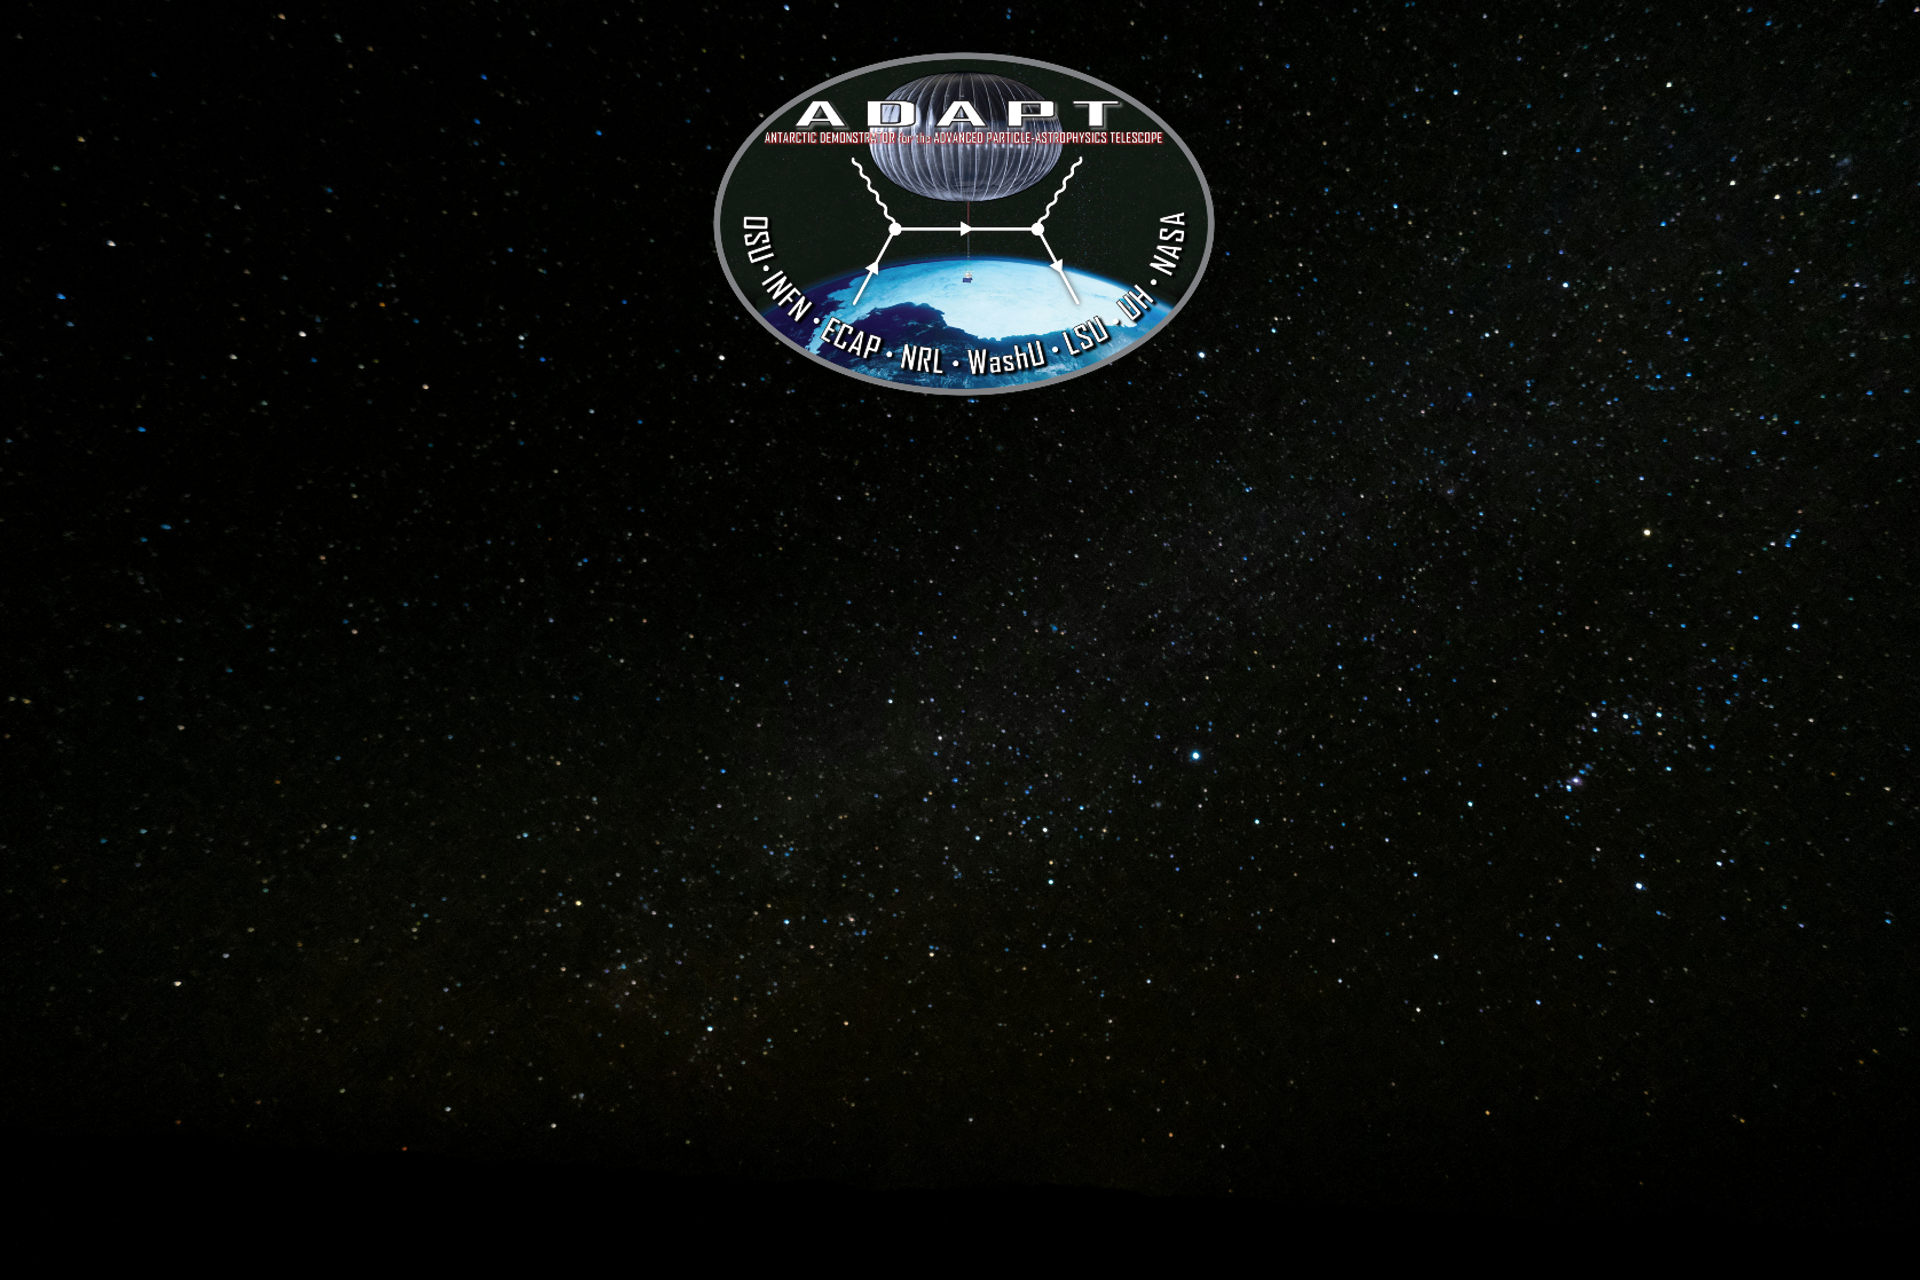 ADAPT
ANTARCTIC DEMONSTRATOR for the ADVANCED PARTICLE-ASTROPHYSICS TELESCOPE
OSU • INFN • ECAP • NRL • WashU • LSU • UH • NASA